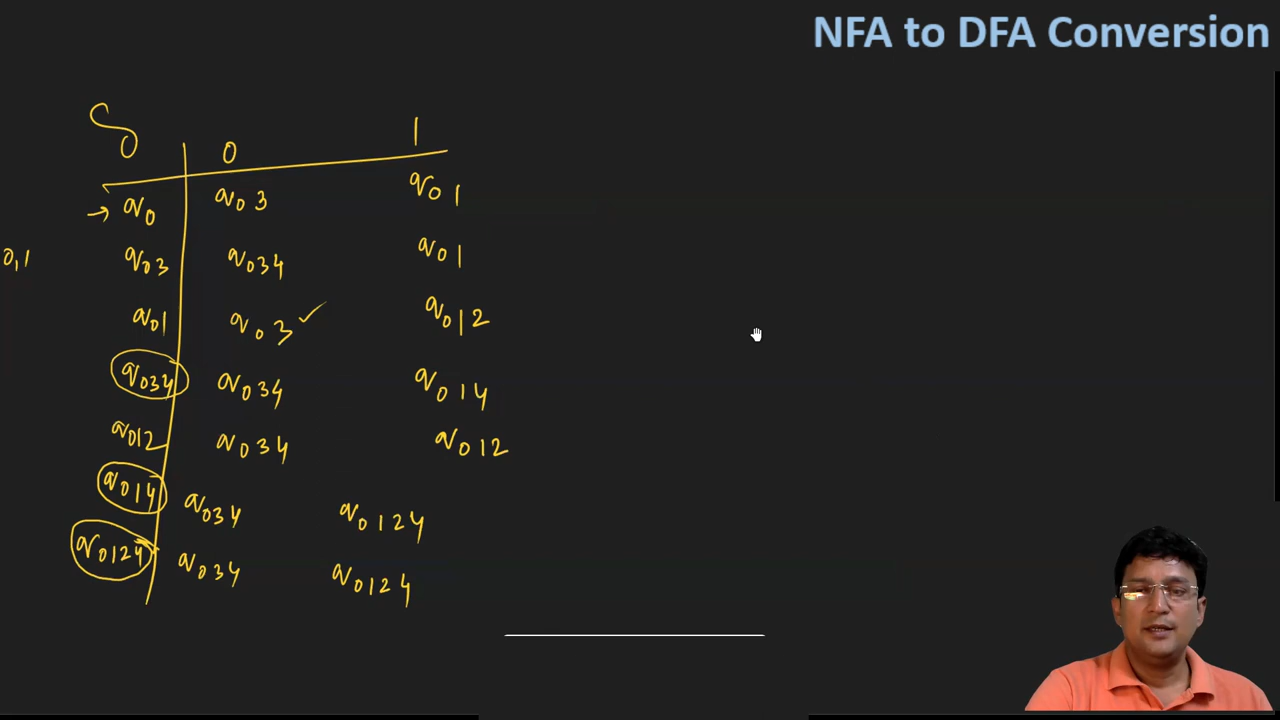 NFA to DFA Conversion
δ 0 1
→ q0 q03 q01
0,1
q03 q034 q01
q01 q03 ✓ q012
q034 q034 q014
q012 q034 q012
q014 q034 q0124
q0124 q034 q0124